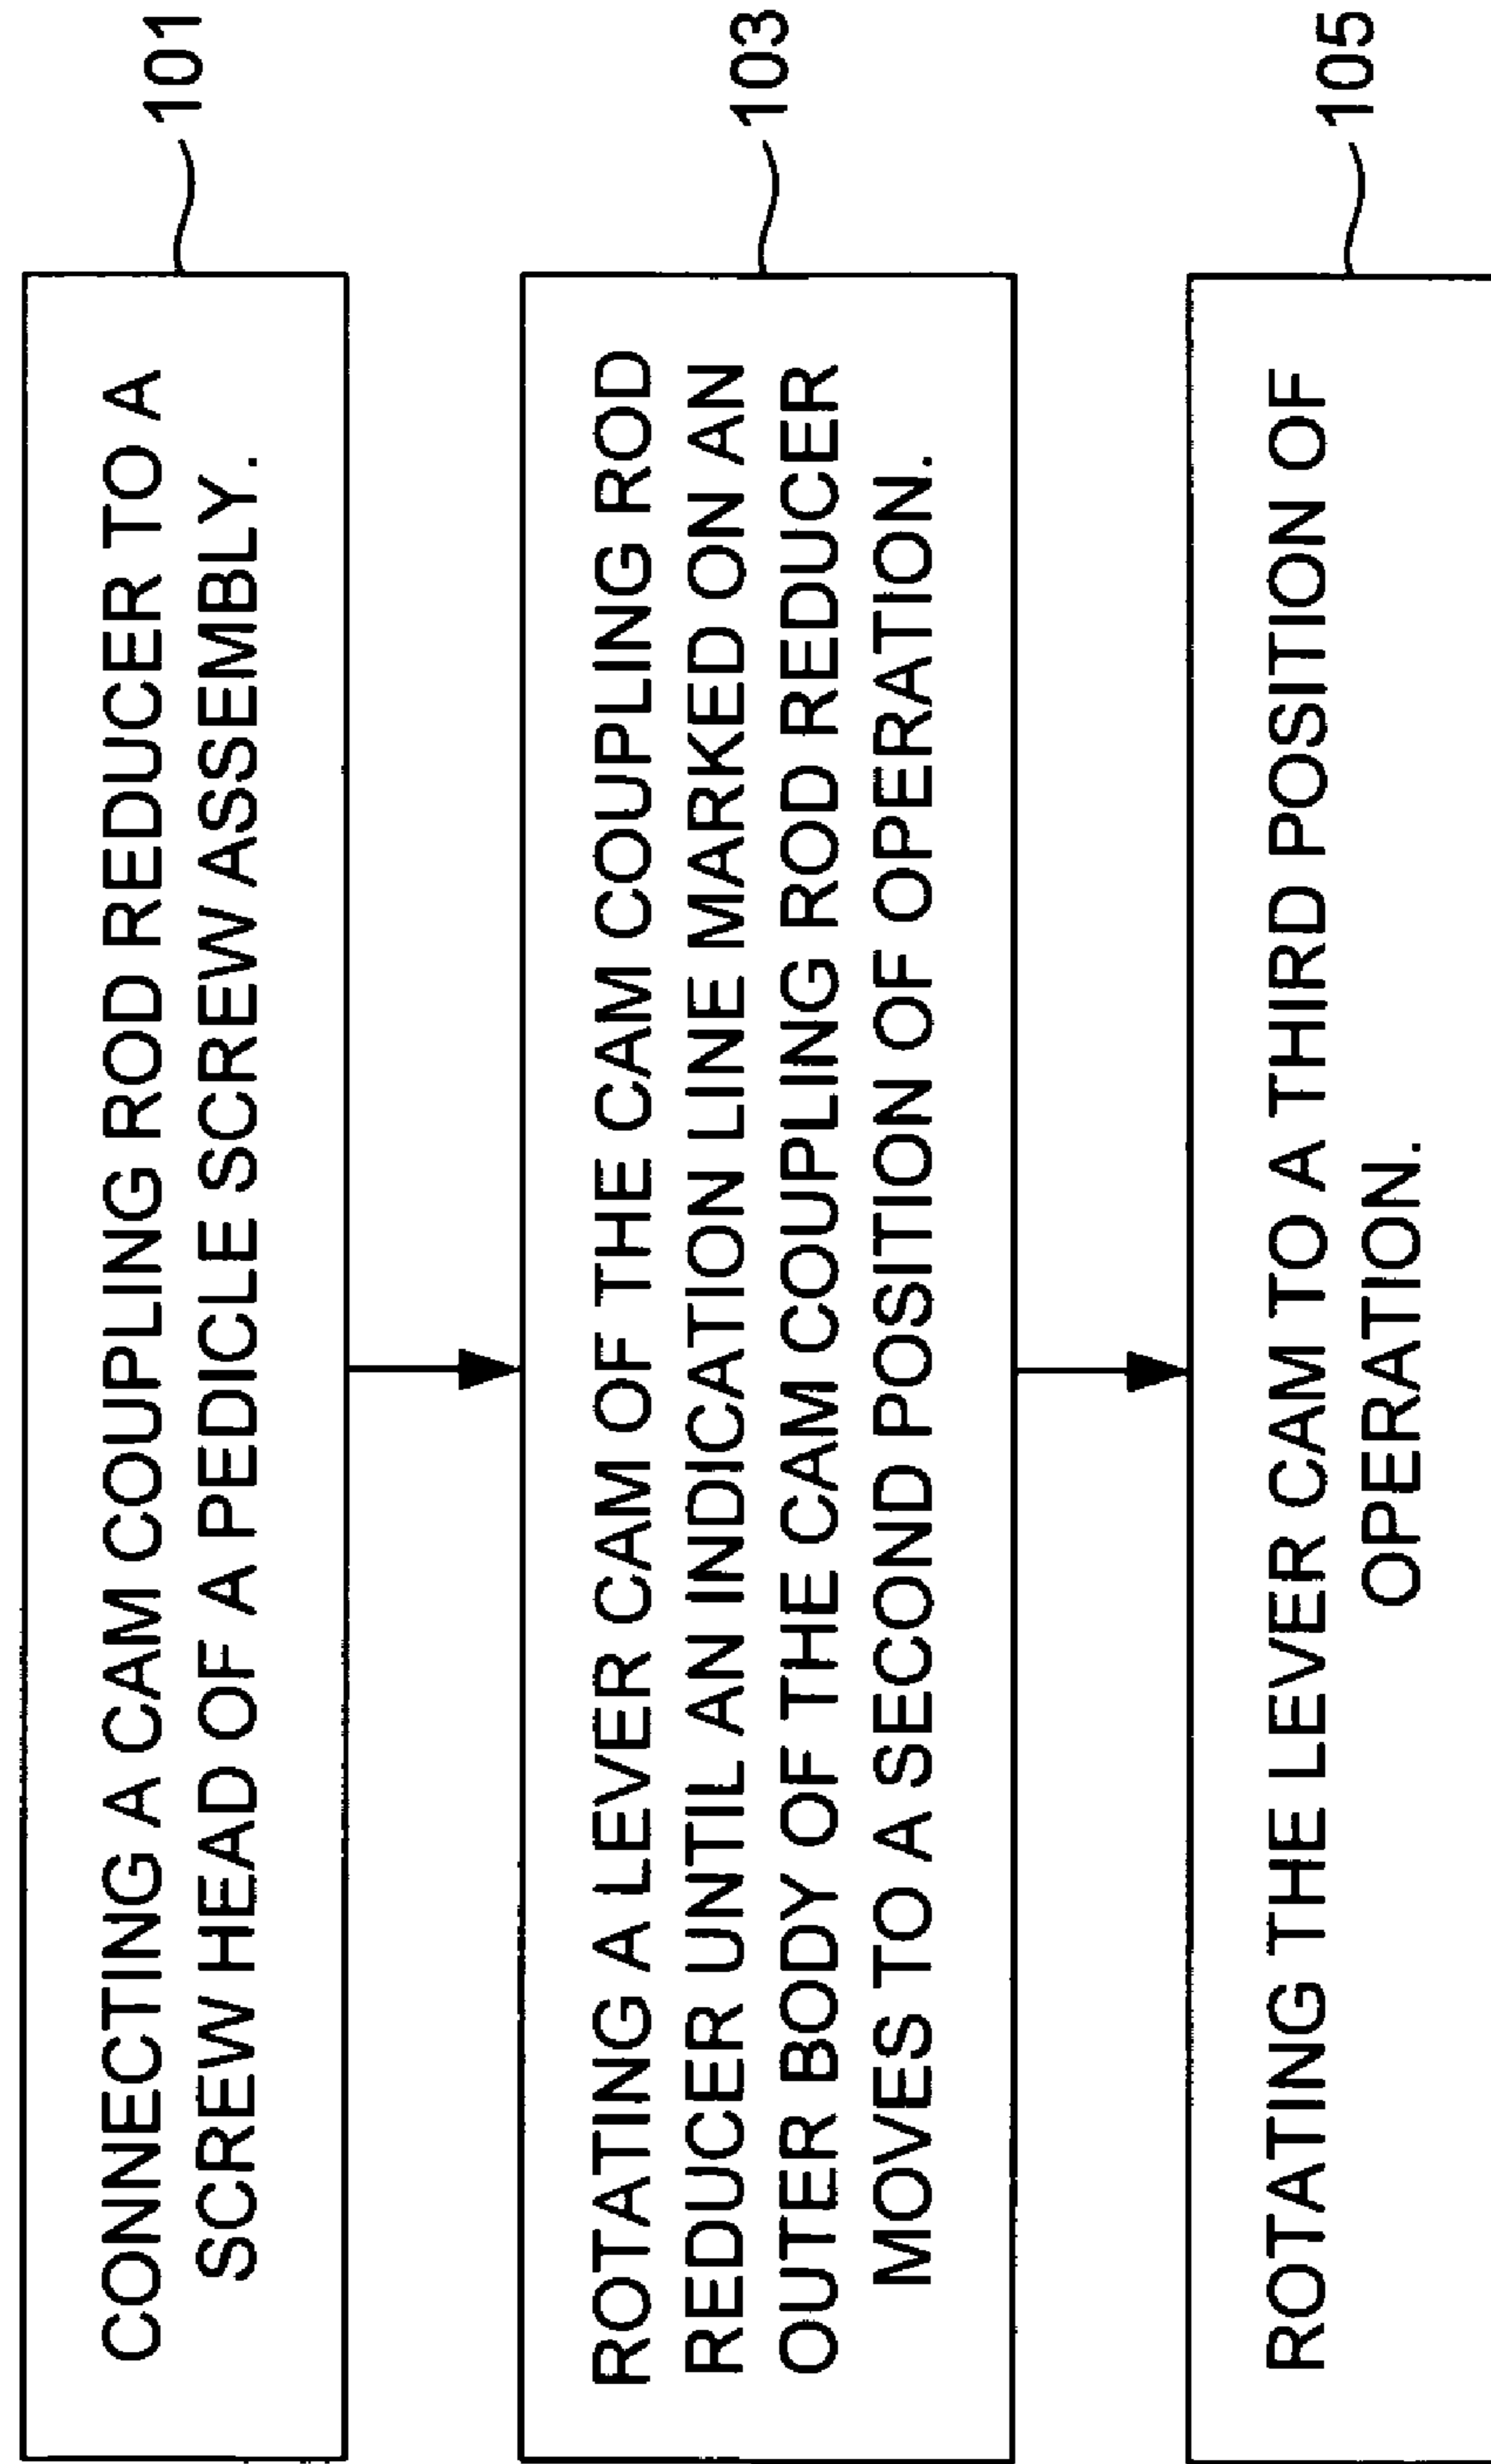 CONNECTING A CAM COUPLING ROD REDUCER TO A
SCREW HEAD OF A PEDICLE SCREW ASSEMBLY.
101
ROTATING A LEVER CAM OF THE CAM COUPLING ROD
REDUCER UNTIL AN INDICATION LINE MARKED ON AN
OUTER BODY OF THE CAM COUPLING ROD REDUCER
MOVES TO A SECOND POSITION OF OPERATION.
103
ROTATING THE LEVER CAM TO A THIRD POSITION OF
OPERATION.
105